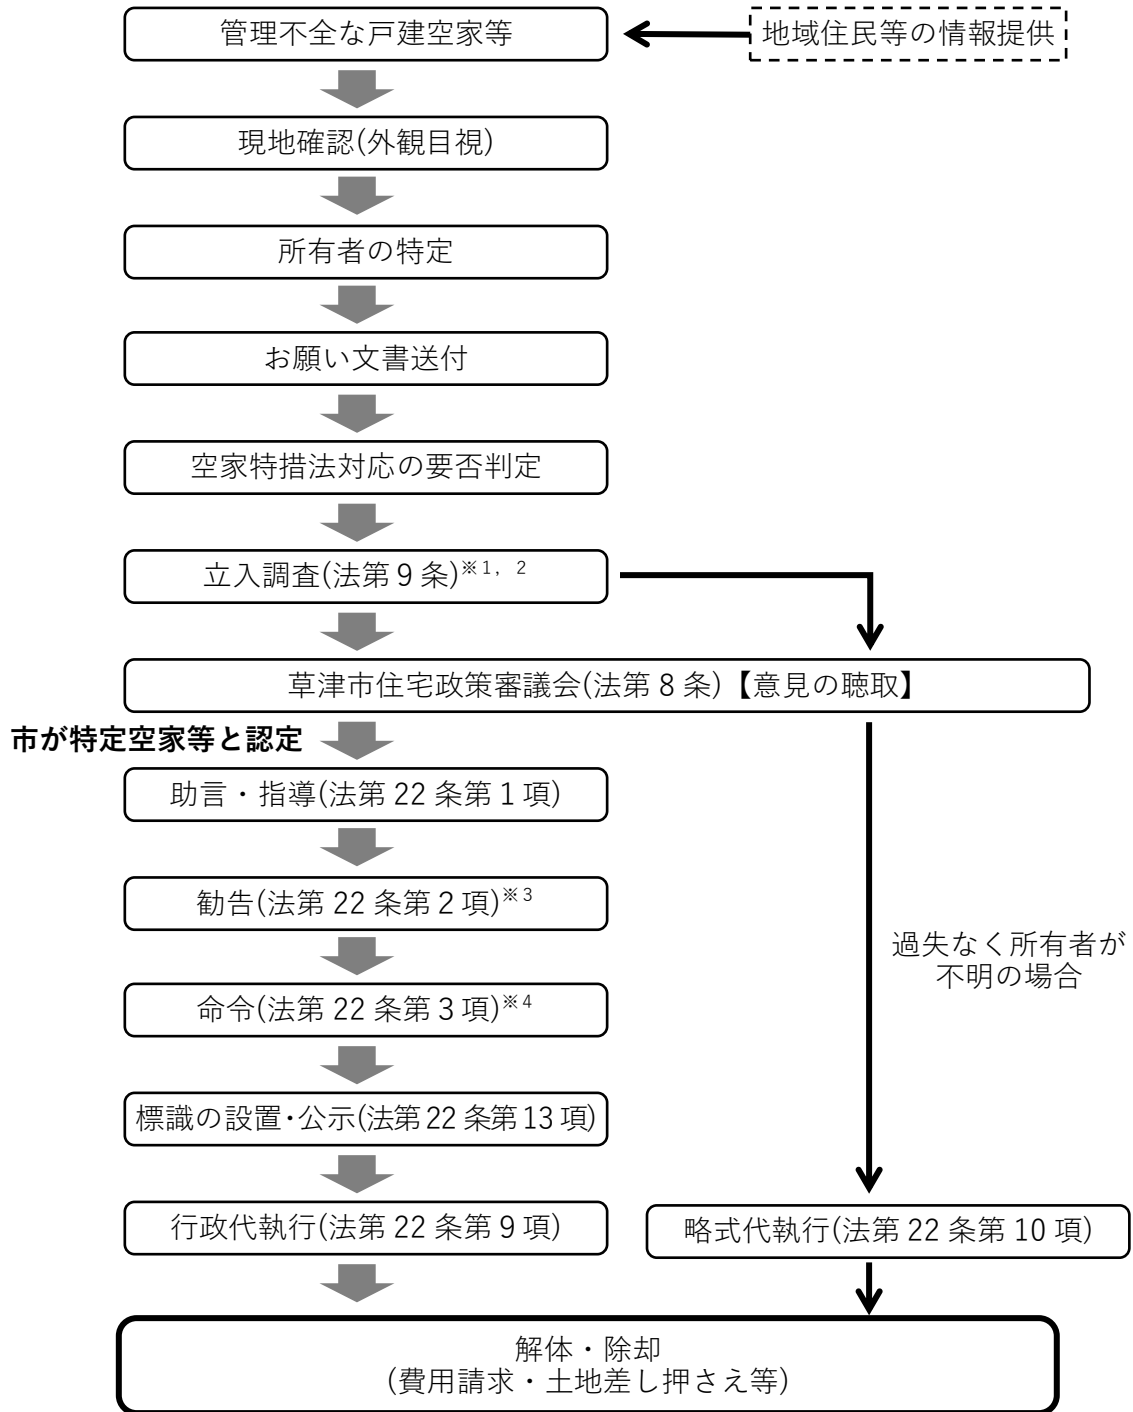 管理不全な戸建空家等
地域住民等の情報提供
現地確認(外観目視)
所有者の特定
お願い文書送付
空家特措法対応の要否判定
立入調査(法第9条)※1，2
草津市住宅政策審議会(法第8条)【意見の聴取】
市が特定空家等と認定
助言・指導(法第22条第1項)
勧告(法第22条第2項)※3
過失なく所有者が
不明の場合
命令(法第22条第3項)※4
標識の設置・公示(法第22条第13項)
行政代執行(法第22条第9項)
略式代執行(法第22条第10項)
解体・除却
(費用請求・土地差し押さえ等)